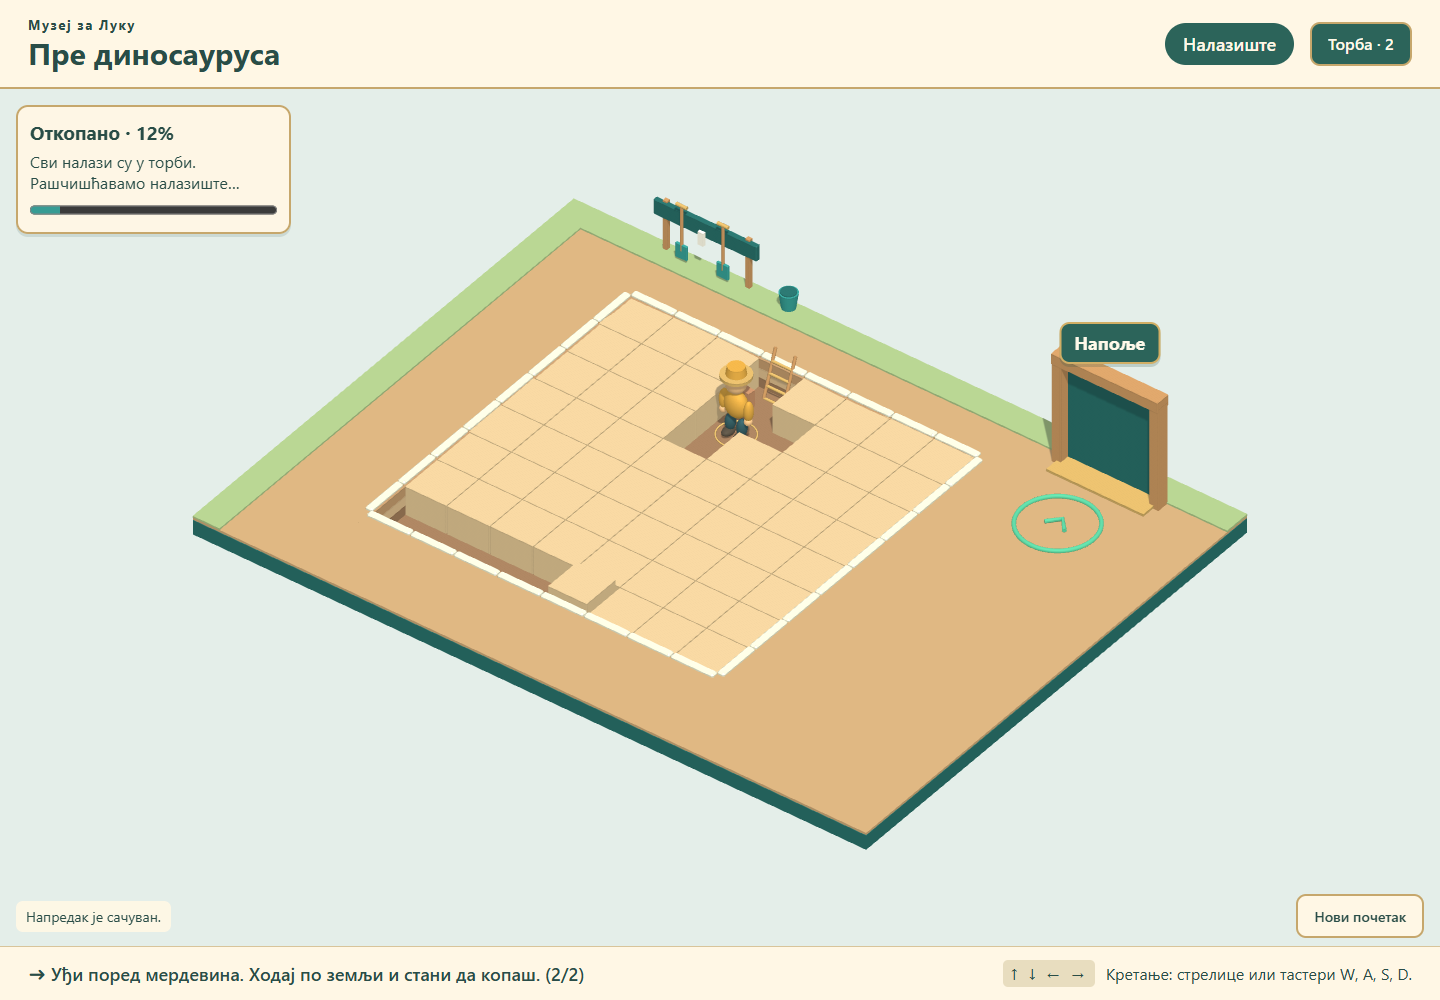 Музеј за Луку
Пре диносауруса
Налазиште
Торба · 2
Откопано · 12%
Сви налази су у торби.
Рашчишћавамо налазиште...
Напоље
Напредак је сачуван.
Нови почетак
→ Уђи поред мердевина. Ходај по земљи и стани да копаш. (2/2)
↑ ↓ ← → Кретање: стрелице или тастери W, A, S, D.